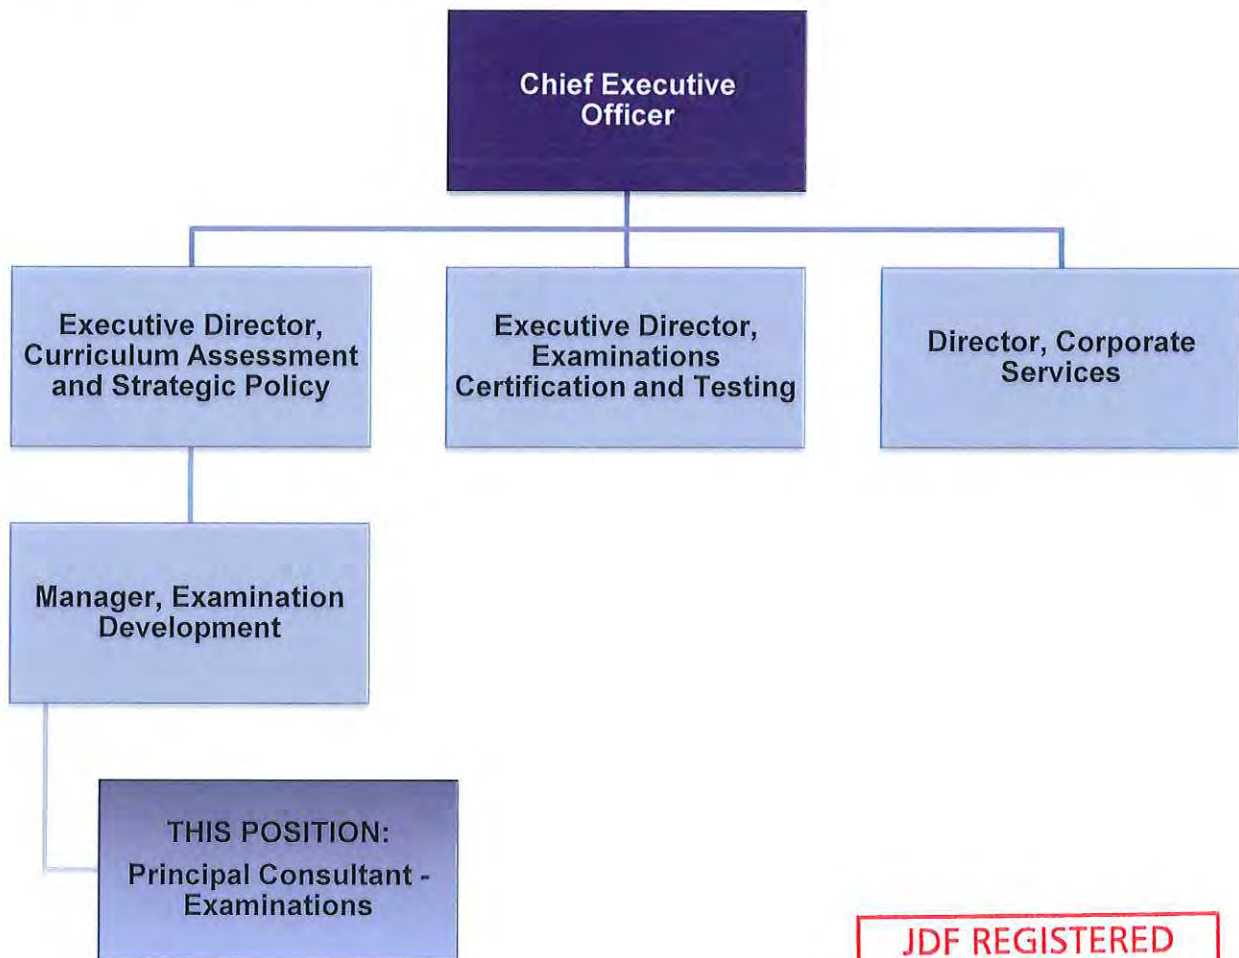 Chief Executive
Officer
Executive Director,
Curriculum Assessment
and Strategic Policy
Executive Director,
Examinations
Certification and Testing
Director, Corporate
Services
Manager, Examination
Development
THIS POSITION:
Principal Consultant -
Examinations
JDF REGISTERED